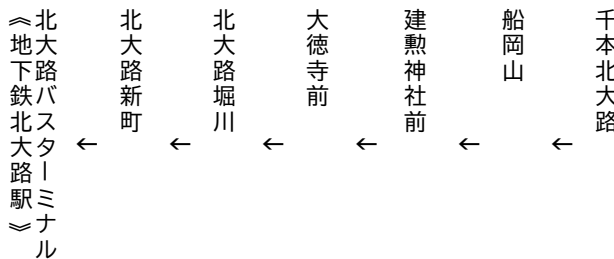 千本北大路
←
船岡山
←
建勲神社前
←
大徳寺前
←
北大路堀川
←
北大路新町
←
北大路バスターミナル
《地下鉄北大路駅》